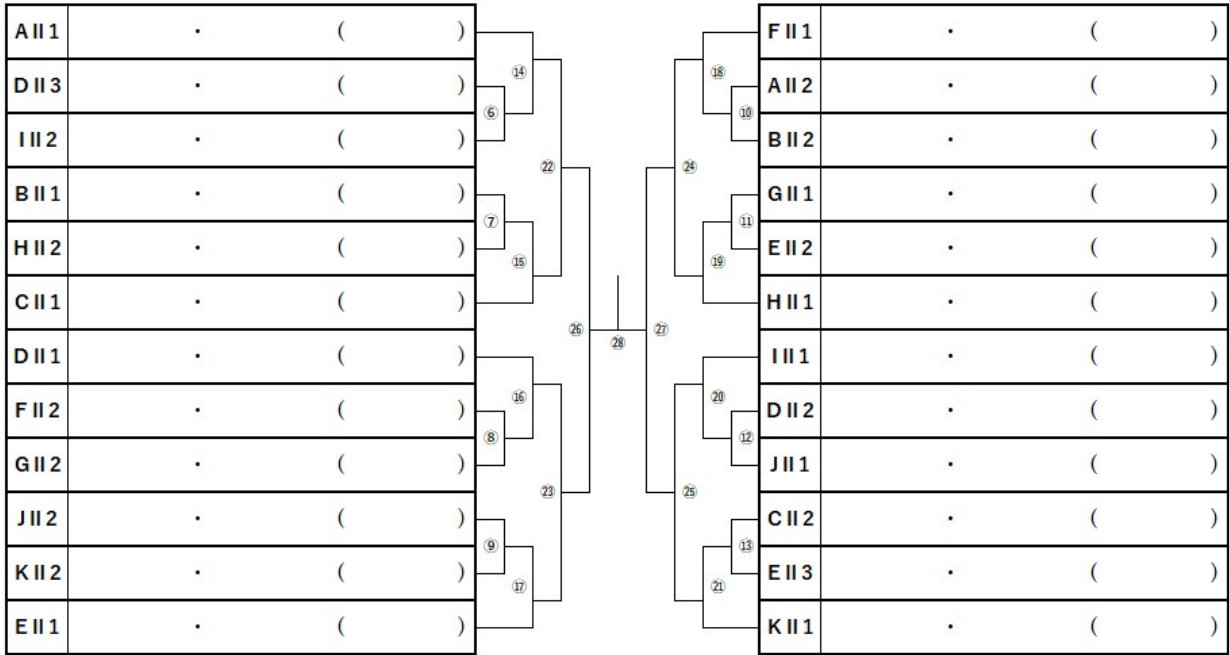 A II 1 ・ ( )
D II 3 ・ ( )
I II 2 ・ ( )
B II 1 ・ ( )
H II 2 ・ ( )
C II 1 ・ ( )
D II 1 ・ ( )
F II 2 ・ ( )
G II 2 ・ ( )
J II 2 ・ ( )
K II 2 ・ ( )
E II 1 ・ ( )
⑭
⑥
㉒
⑦
⑮
㉖
⑯
⑧
㉓
⑨
⑰
㉘
⑱
⑩
㉔
⑪
⑲
㉗
⑳
⑫
㉕
⑬
㉑
F II 1 ・ ( )
A II 2 ・ ( )
B II 2 ・ ( )
G II 1 ・ ( )
E II 2 ・ ( )
H II 1 ・ ( )
I II 1 ・ ( )
D II 2 ・ ( )
J II 1 ・ ( )
C II 2 ・ ( )
E II 3 ・ ( )
K II 1 ・ ( )